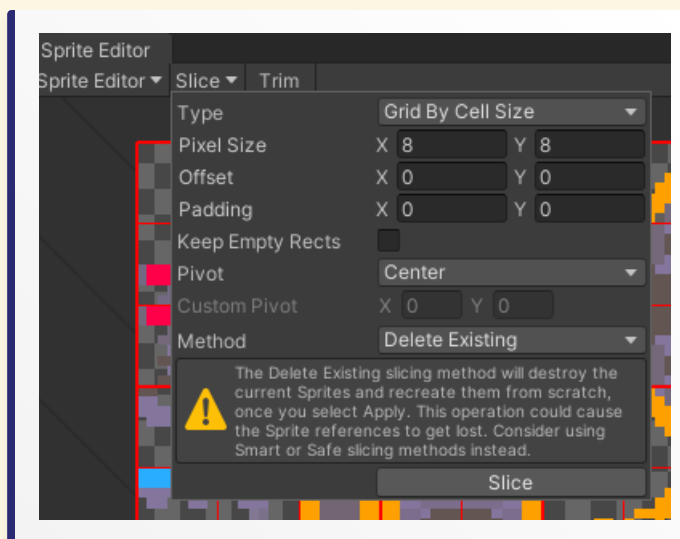 Sprite Editor
Sprite Editor Slice Trim
Type Grid By Cell Size
Pixel Size X 8 Y 8
Offset X 0 Y 0
Padding X 0 Y 0
Keep Empty Rects
Pivot Center
Custom Pivot X 0 Y 0
Method Delete Existing
The Delete Existing slicing method will destroy the
current Sprites and recreate them from scratch,
once you select Apply. This operation could cause
the Sprite references to get lost. Consider using
Smart or Safe slicing methods instead.
Slice